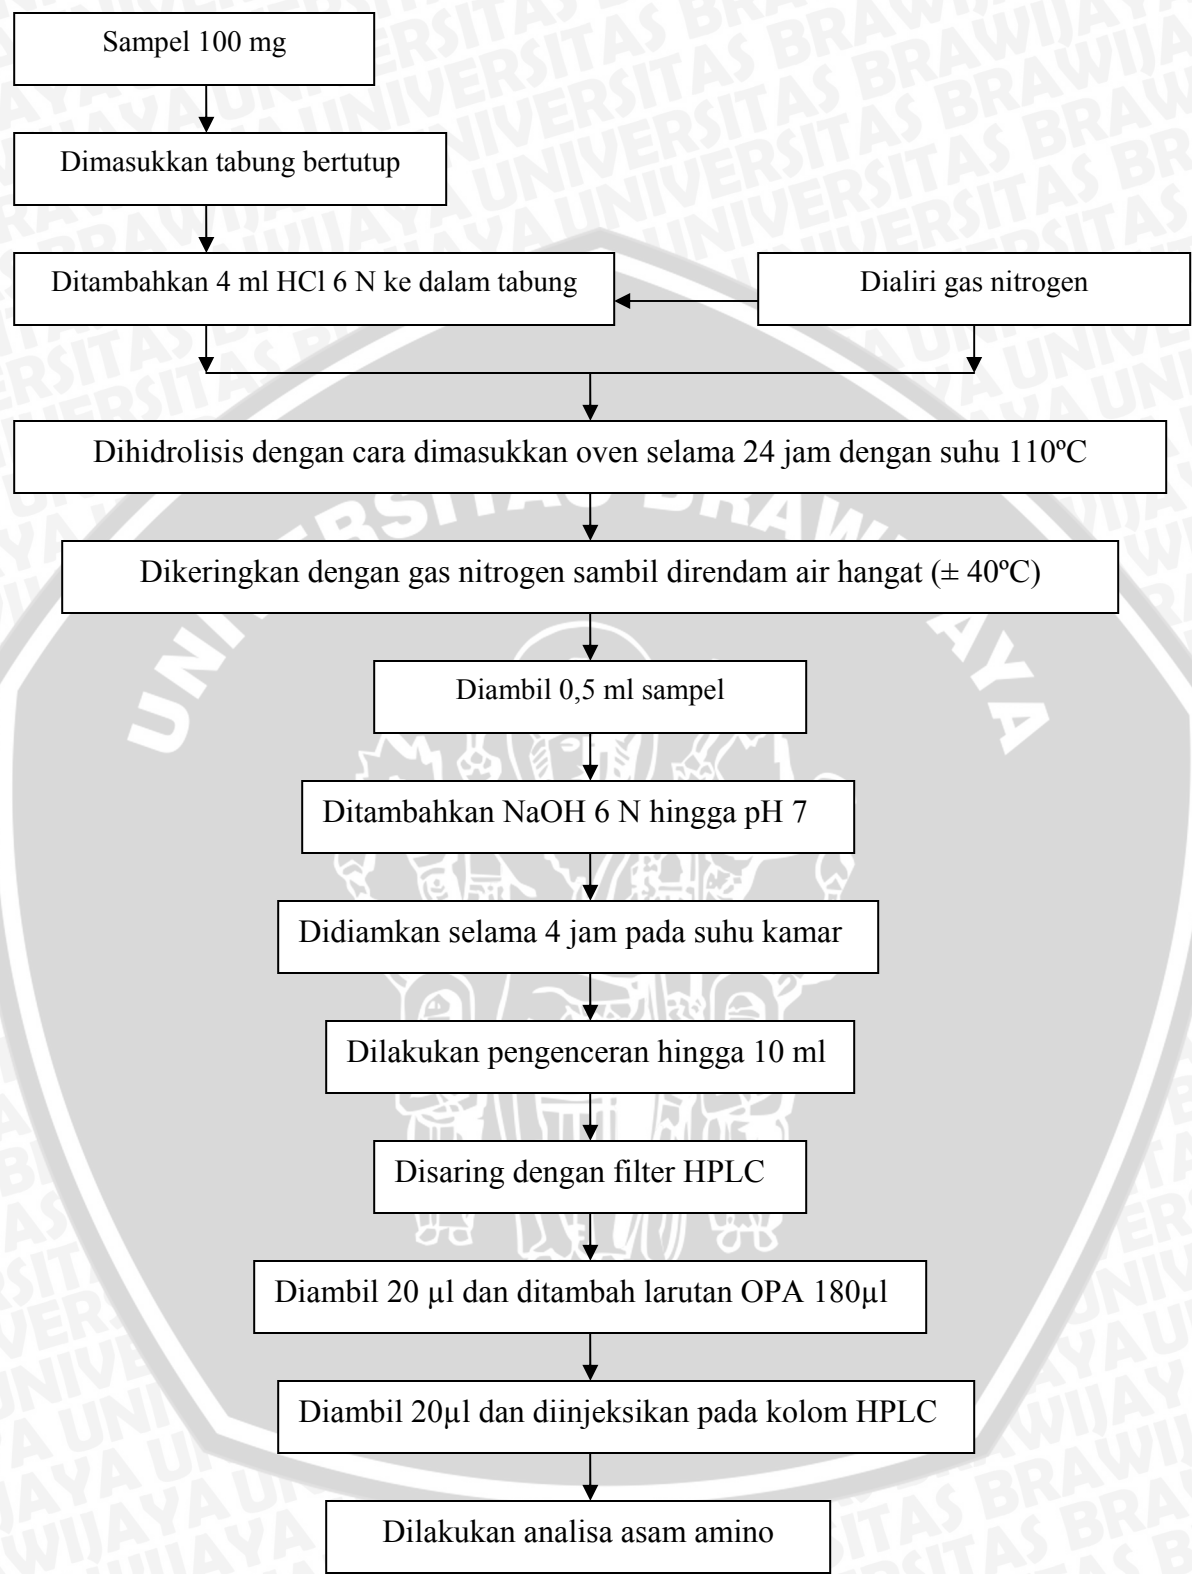 Sampel 100 mg
Dimasukkan tabung bertutup
Ditambahkan 4 ml HCl 6 N ke dalam tabung
Dialiri gas nitrogen
Dihidrolisis dengan cara dimasukkan oven selama 24 jam dengan suhu 110ºC
Dikeringkan dengan gas nitrogen sambil direndam air hangat (± 40ºC)
Diambil 0,5 ml sampel
Ditambahkan NaOH 6 N hingga pH 7
Didiamkan selama 4 jam pada suhu kamar
Dilakukan pengenceran hingga 10 ml
Disaring dengan filter HPLC
Diambil 20 µl dan ditambah larutan OPA 180µl
Diambil 20µl dan diinjeksikan pada kolom HPLC
Dilakukan analisa asam amino
UNIVERSITAS BRAWIJAYA